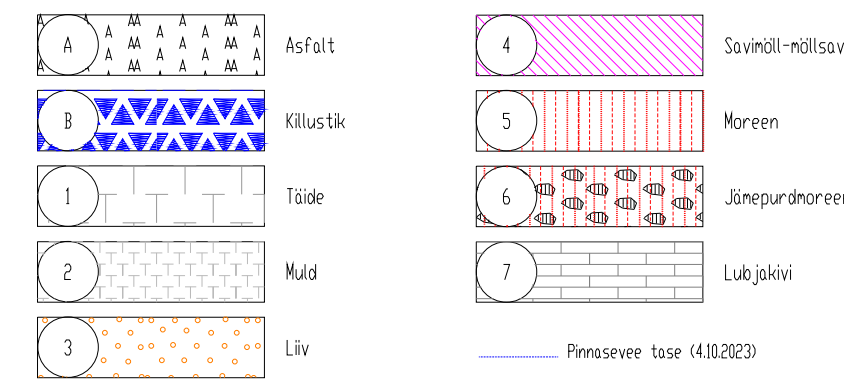 A Asfalt
B Killustik
1 Täide
2 Muld
3 Liiv
4 Savimöll-möllsav
5 Moreen
6 Jämepurdmoreen
7 Lubjakivi
Pinnasevee tase (4.10.2023)